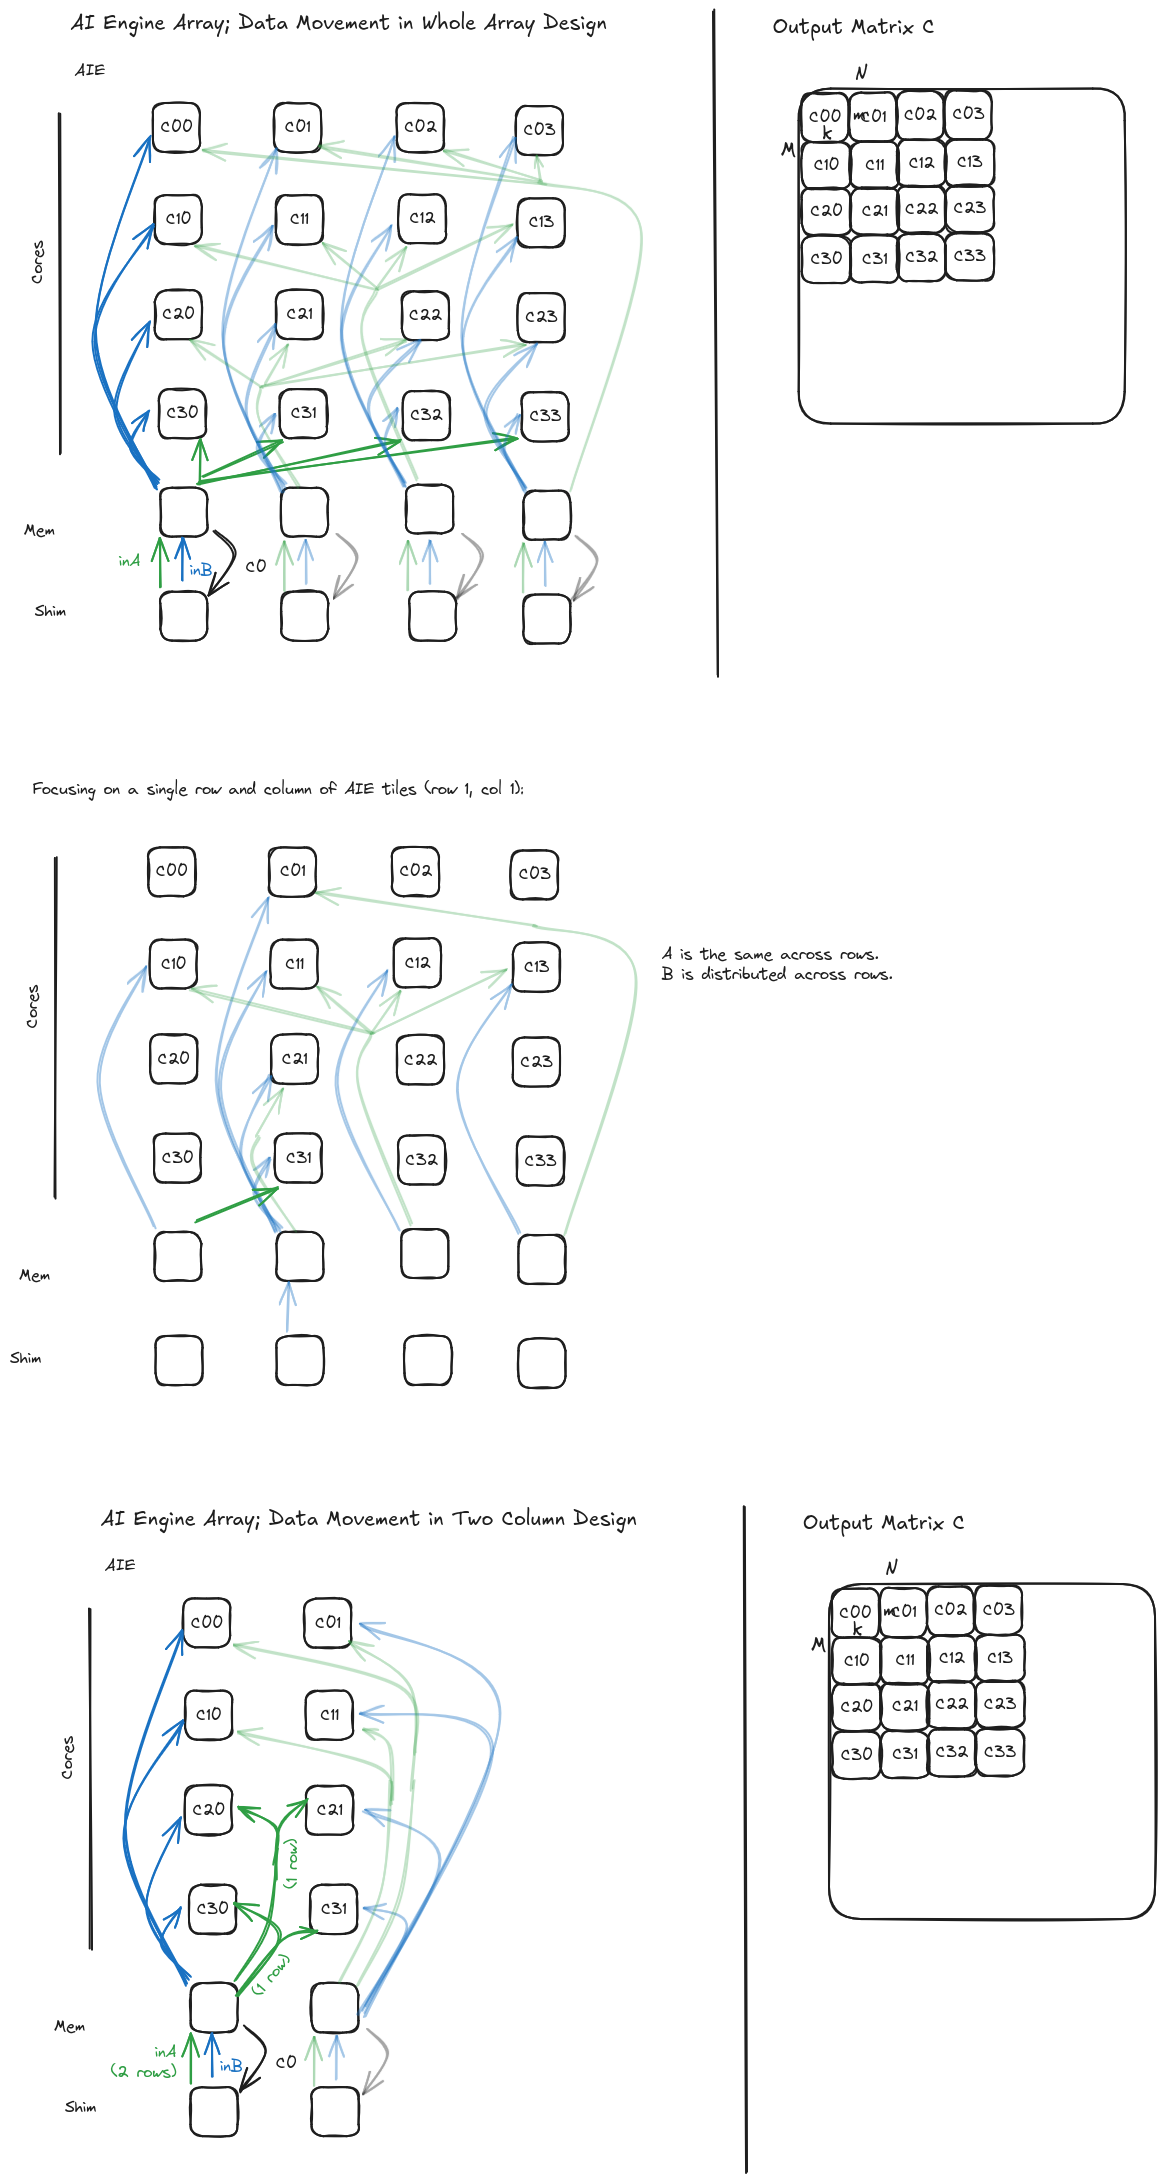 AI Engine Array; Data Movement in Whole Array Design
Output Matrix C
AIE
N
M
Cores
c00 c01 c02 c03
c10 c11 c12 c13
c20 c21 c22 c23
c30 c31 c32 c33
c00 m c01 c02 c03
k
c10 c11 c12 c13
c20 c21 c22 c23
c30 c31 c32 c33
Mem
inA
inB
c0
Shim
Focusing on a single row and column of AIE tiles (row 1, col 1):
Cores
c00 c01 c02 c03
c10 c11 c12 c13
c20 c21 c22 c23
c30 c31 c32 c33
A is the same across rows.
B is distributed across rows.
Mem
Shim
AI Engine Array; Data Movement in Two Column Design
Output Matrix C
AIE
N
M
Cores
c00 c01
c10 c11
c20 c21
(1 row)
c30 c31
(1 row)
c00 m c01 c02 c03
k
c10 c11 c12 c13
c20 c21 c22 c23
c30 c31 c32 c33
Mem
inA
(2 rows)
inB
c0
Shim